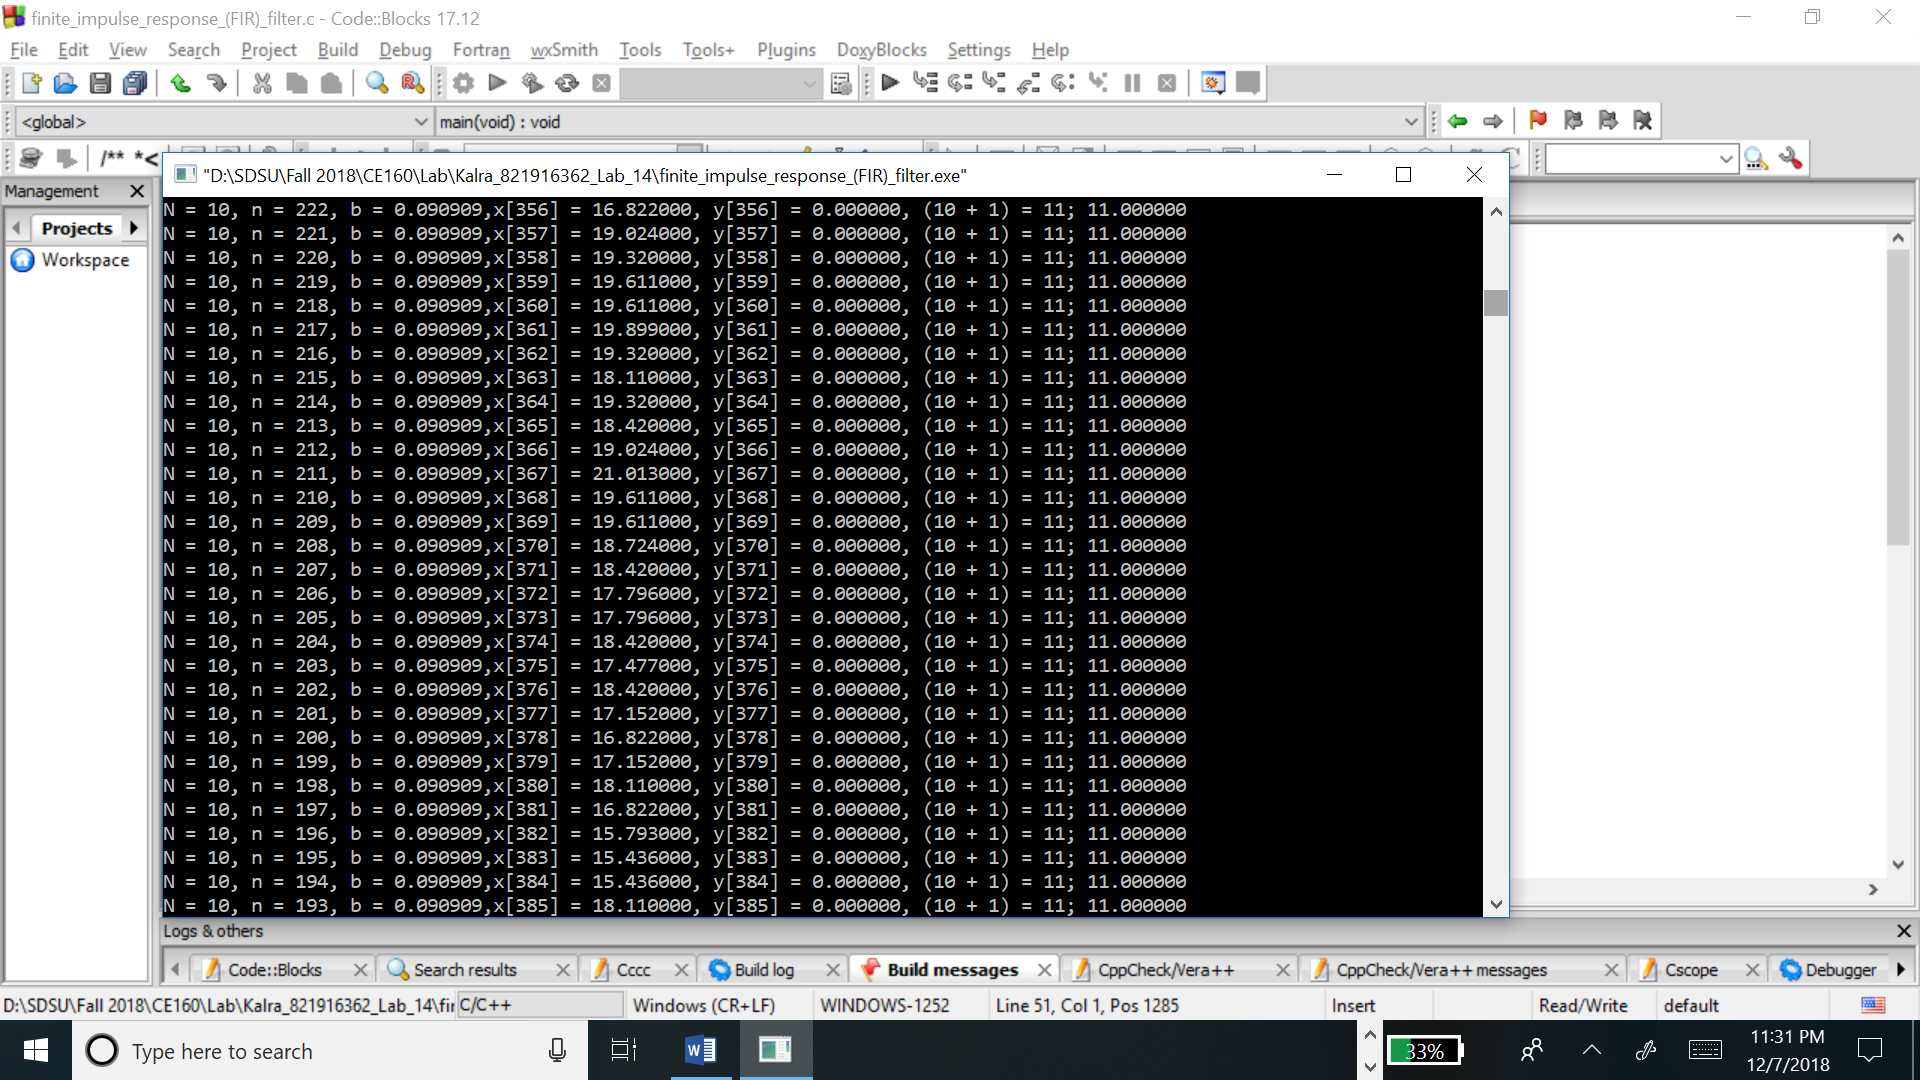 finite_impulse_response_(FIR)_filter.c - Code::Blocks 17.12
File Edit View Search Project Build Debug Fortran wxSmith Tools Tools+ Plugins DoxyBlocks Settings Help
<global> main(void) : void
/** *<
Management
"D:\SDSU\Fall 2018\CE160\Lab\Kalra_821916362_Lab_14\finite_impulse_response_(FIR)_filter.exe"
Projects
Workspace
N = 10, n = 222, b = 0.090909,x[356] = 16.822000, y[356] = 0.000000, (10 + 1) = 11; 11.000000
N = 10, n = 221, b = 0.090909,x[357] = 19.024000, y[357] = 0.000000, (10 + 1) = 11; 11.000000
N = 10, n = 220, b = 0.090909,x[358] = 19.320000, y[358] = 0.000000, (10 + 1) = 11; 11.000000
N = 10, n = 219, b = 0.090909,x[359] = 19.611000, y[359] = 0.000000, (10 + 1) = 11; 11.000000
N = 10, n = 218, b = 0.090909,x[360] = 19.611000, y[360] = 0.000000, (10 + 1) = 11; 11.000000
N = 10, n = 217, b = 0.090909,x[361] = 19.899000, y[361] = 0.000000, (10 + 1) = 11; 11.000000
N = 10, n = 216, b = 0.090909,x[362] = 19.320000, y[362] = 0.000000, (10 + 1) = 11; 11.000000
N = 10, n = 215, b = 0.090909,x[363] = 18.110000, y[363] = 0.000000, (10 + 1) = 11; 11.000000
N = 10, n = 214, b = 0.090909,x[364] = 19.320000, y[364] = 0.000000, (10 + 1) = 11; 11.000000
N = 10, n = 213, b = 0.090909,x[365] = 18.420000, y[365] = 0.000000, (10 + 1) = 11; 11.000000
N = 10, n = 212, b = 0.090909,x[366] = 19.024000, y[366] = 0.000000, (10 + 1) = 11; 11.000000
N = 10, n = 211, b = 0.090909,x[367] = 21.013000, y[367] = 0.000000, (10 + 1) = 11; 11.000000
N = 10, n = 210, b = 0.090909,x[368] = 19.611000, y[368] = 0.000000, (10 + 1) = 11; 11.000000
N = 10, n = 209, b = 0.090909,x[369] = 19.611000, y[369] = 0.000000, (10 + 1) = 11; 11.000000
N = 10, n = 208, b = 0.090909,x[370] = 18.724000, y[370] = 0.000000, (10 + 1) = 11; 11.000000
N = 10, n = 207, b = 0.090909,x[371] = 18.420000, y[371] = 0.000000, (10 + 1) = 11; 11.000000
N = 10, n = 206, b = 0.090909,x[372] = 17.796000, y[372] = 0.000000, (10 + 1) = 11; 11.000000
N = 10, n = 205, b = 0.090909,x[373] = 17.796000, y[373] = 0.000000, (10 + 1) = 11; 11.000000
N = 10, n = 204, b = 0.090909,x[374] = 18.420000, y[374] = 0.000000, (10 + 1) = 11; 11.000000
N = 10, n = 203, b = 0.090909,x[375] = 17.477000, y[375] = 0.000000, (10 + 1) = 11; 11.000000
N = 10, n = 202, b = 0.090909,x[376] = 18.420000, y[376] = 0.000000, (10 + 1) = 11; 11.000000
N = 10, n = 201, b = 0.090909,x[377] = 17.152000, y[377] = 0.000000, (10 + 1) = 11; 11.000000
N = 10, n = 200, b = 0.090909,x[378] = 16.822000, y[378] = 0.000000, (10 + 1) = 11; 11.000000
N = 10, n = 199, b = 0.090909,x[379] = 17.152000, y[379] = 0.000000, (10 + 1) = 11; 11.000000
N = 10, n = 198, b = 0.090909,x[380] = 18.110000, y[380] = 0.000000, (10 + 1) = 11; 11.000000
N = 10, n = 197, b = 0.090909,x[381] = 16.822000, y[381] = 0.000000, (10 + 1) = 11; 11.000000
N = 10, n = 196, b = 0.090909,x[382] = 15.793000, y[382] = 0.000000, (10 + 1) = 11; 11.000000
N = 10, n = 195, b = 0.090909,x[383] = 15.436000, y[383] = 0.000000, (10 + 1) = 11; 11.000000
N = 10, n = 194, b = 0.090909,x[384] = 15.436000, y[384] = 0.000000, (10 + 1) = 11; 11.000000
N = 10, n = 193, b = 0.090909,x[385] = 18.110000, y[385] = 0.000000, (10 + 1) = 11; 11.000000
Logs & others
Code::Blocks Search results Cccc Build log Build messages CppCheck/Vera++ CppCheck/Vera++ messages Cscope Debugger
D:\SDSU\Fall 2018\CE160\Lab\Kalra_821916362_Lab_14\fir C/C++ Windows (CR+LF) WINDOWS-1252 Line 51, Col 1, Pos 1285 Insert Read/Write default
Type here to search 33% 11:31 PM
12/7/2018